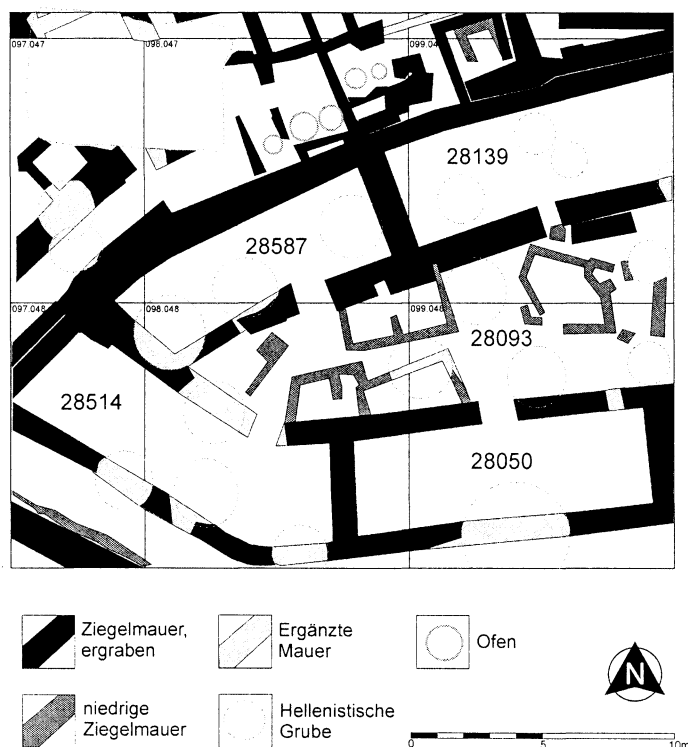 097.047
098.047
099.04
28139
28587
097.048
098.048
099.048
28093
28514
28050
Ziegelmauer,
ergraben
Ergänzte
Mauer
Ofen
N
niedrige
Ziegelmauer
Hellenistische
Grube
0
5
10m